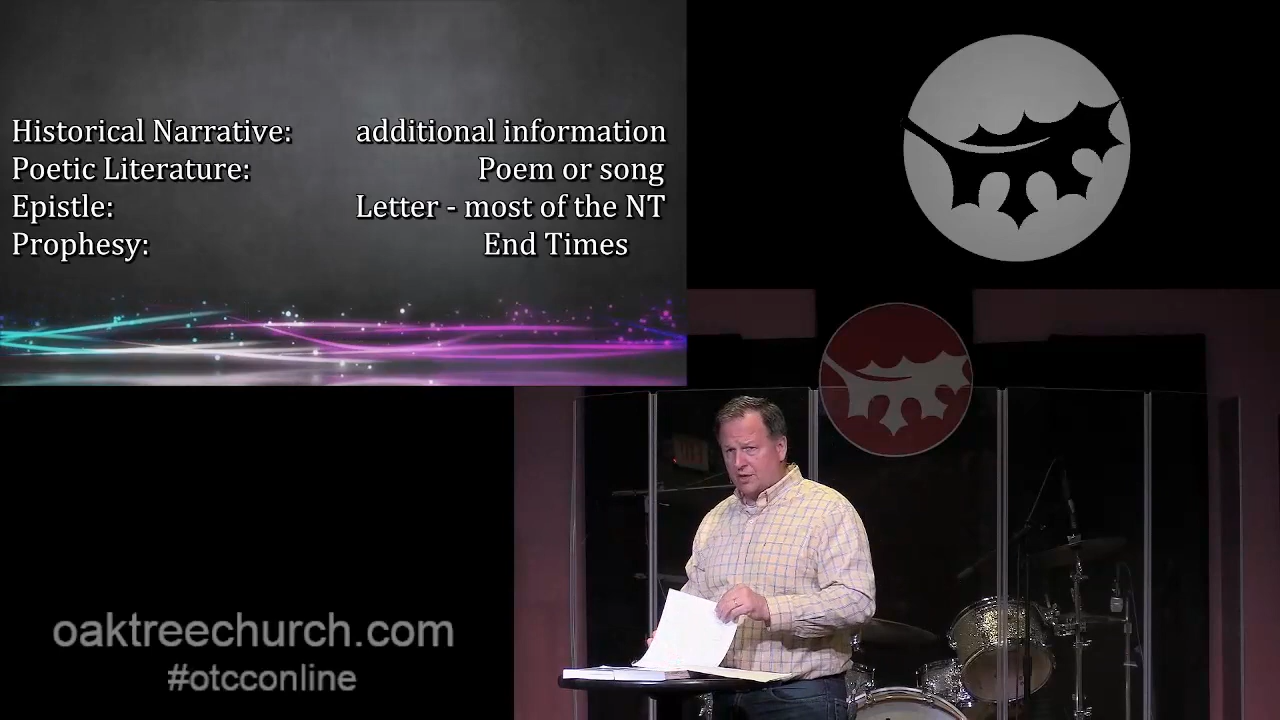 Historical Narrative: additional information
Poetic Literature: Poem or song
Epistle: Letter - most of the NT
Prophesy: End Times
oaktreechurch.com
#otcconline